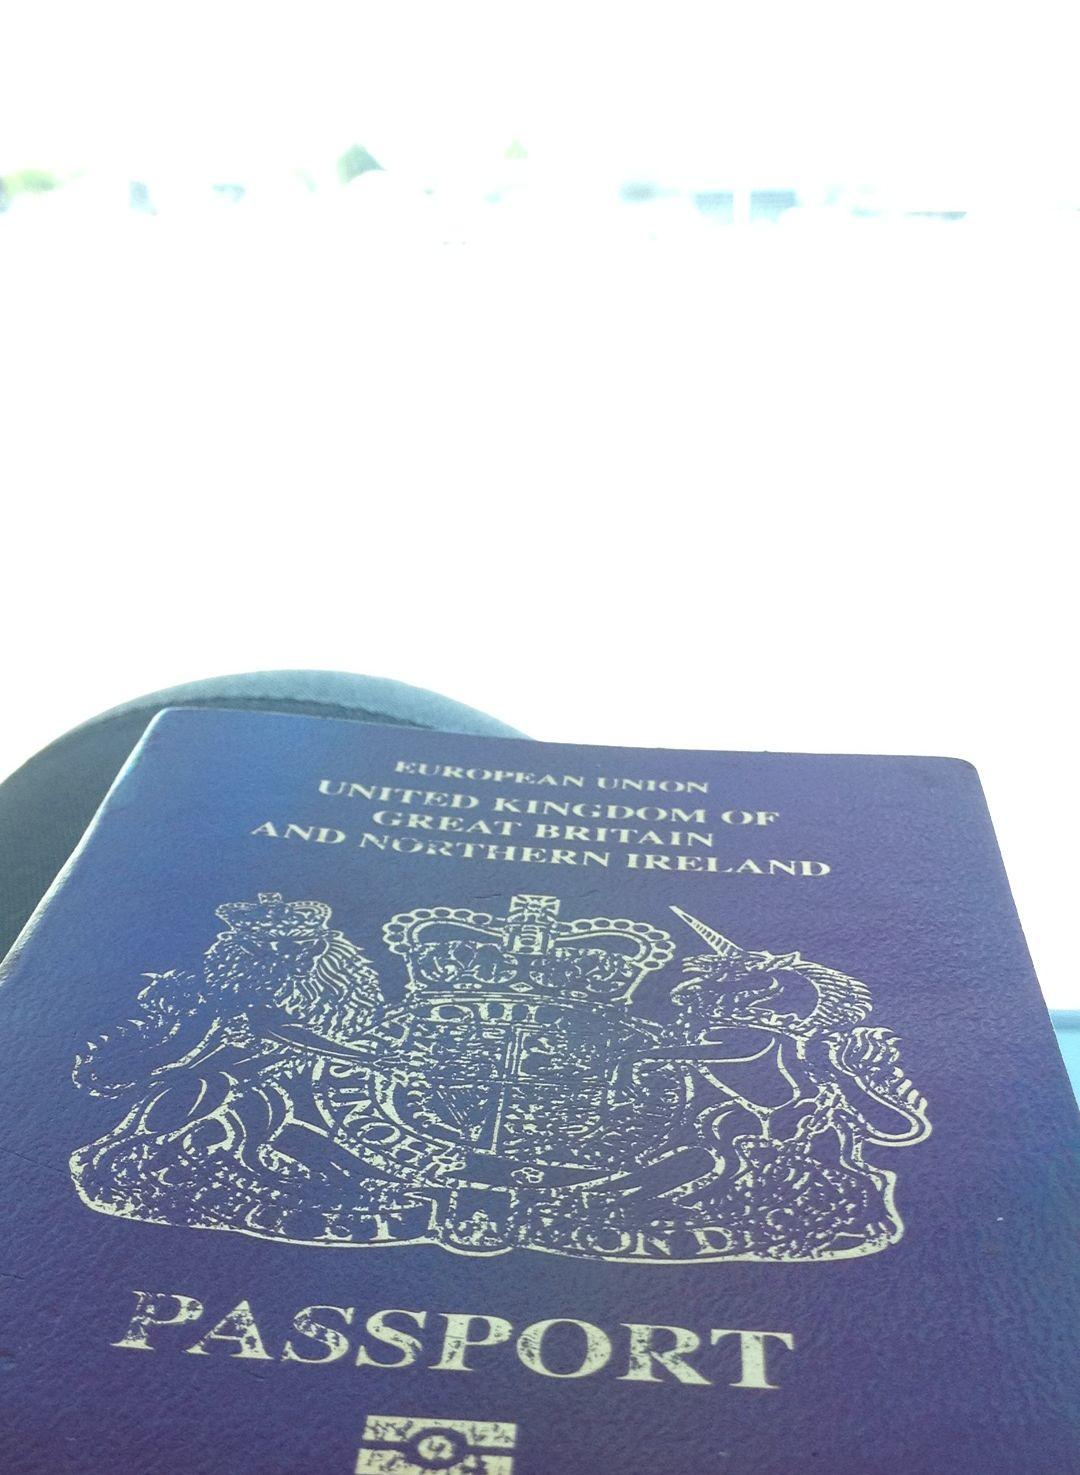 EUROPEAN UNION
UNITED KINGDOM OF
GREAT BRITAIN
AND NORTHERN IRELAND
PASSPORT